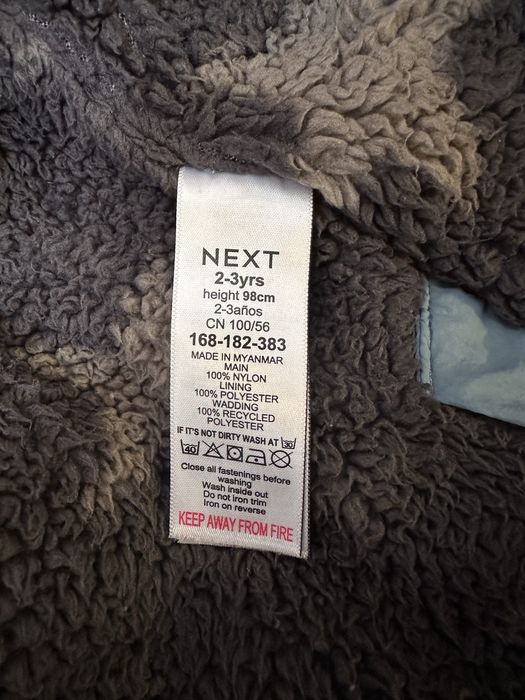 NEXT
2-3yrs
height 98cm
2-3años
CN 100/56
168-182-383
MADE IN MYANMAR
MAIN
100% NYLON
LINING
100% POLYESTER
WADDING
100% RECYCLED
POLYESTER
IF IT'S NOT DIRTY WASH AT 30
40
Close all fastenings before
washing
Wash inside out
Do not iron trim
Iron on reverse
KEEP AWAY FROM FIRE